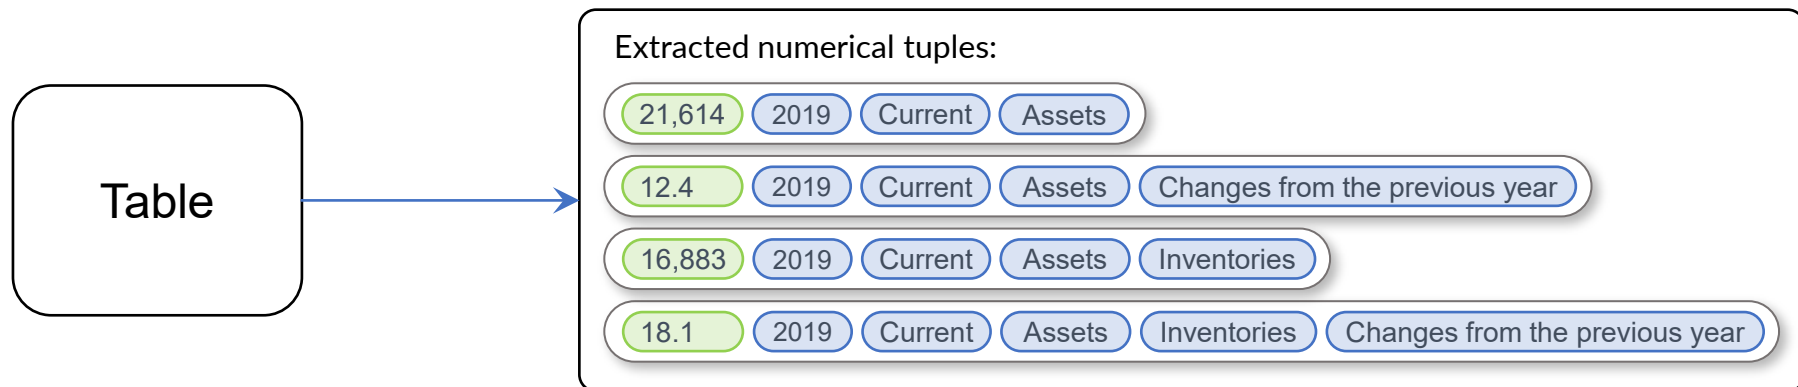 Table
Extracted numerical tuples:
21,614 2019 Current Assets
12.4 2019 Current Assets Changes from the previous year
16,883 2019 Current Assets Inventories
18.1 2019 Current Assets Inventories Changes from the previous year